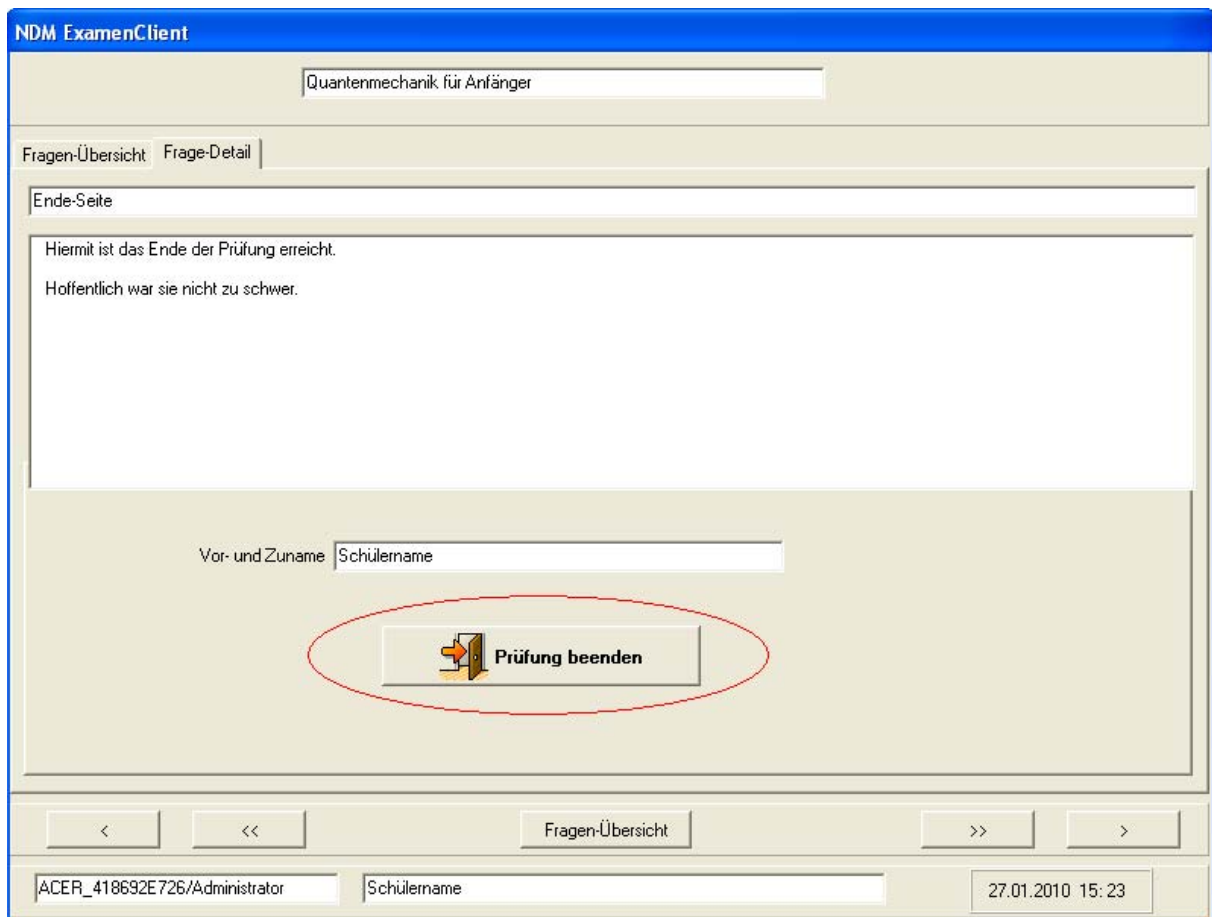 NDM ExamenClient
Quantenmechanik für Anfänger
Fragen-Übersicht Frage-Detail
Ende-Seite
Hiermit ist das Ende der Prüfung erreicht.
Hoffentlich war sie nicht zu schwer.
Vor- und Zuname Schülername
Prüfung beenden
< << Fragen-Übersicht >> >
ACER_418692E726/Administrator Schülername 27.01.2010 15:23